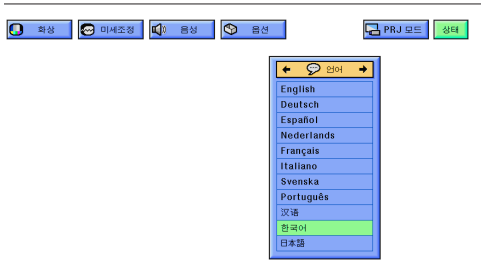 화상 미세조정 음성 옵션 PRJ 모드 상태
언어
English
Deutsch
Español
Nederlands
Français
Italiano
Svenska
Português
汉语
한국어
日本語